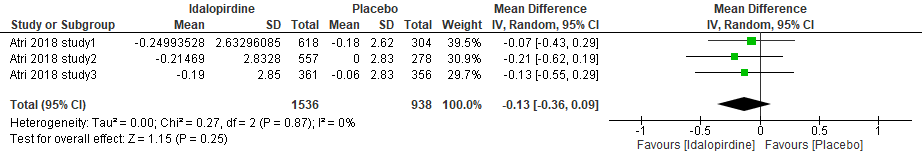 Idalopirdine Placebo Mean Difference Mean Difference
Study or Subgroup Mean SD Total Mean SD Total Weight IV, Random, 95% CI IV, Random, 95% CI
Atri 2018 study1 -0.24993528 2.63296085 618 -0.18 2.62 304 39.5% -0.07 [-0.43, 0.29]
Atri 2018 study2 -0.21469 2.8328 557 0 2.83 278 30.9% -0.21 [-0.62, 0.19]
Atri 2018 study3 -0.19 2.85 361 -0.06 2.83 356 29.7% -0.13 [-0.55, 0.29]
Total (95% CI) 1536 938 100.0% -0.13 [-0.36, 0.09]
Heterogeneity: Tau² = 0.00; Chi² = 0.27, df = 2 (P = 0.87); I² = 0%
Test for overall effect: Z = 1.15 (P = 0.25)
-1 -0.5 0 0.5 1
Favours [Idalopirdine] Favours [Placebo]